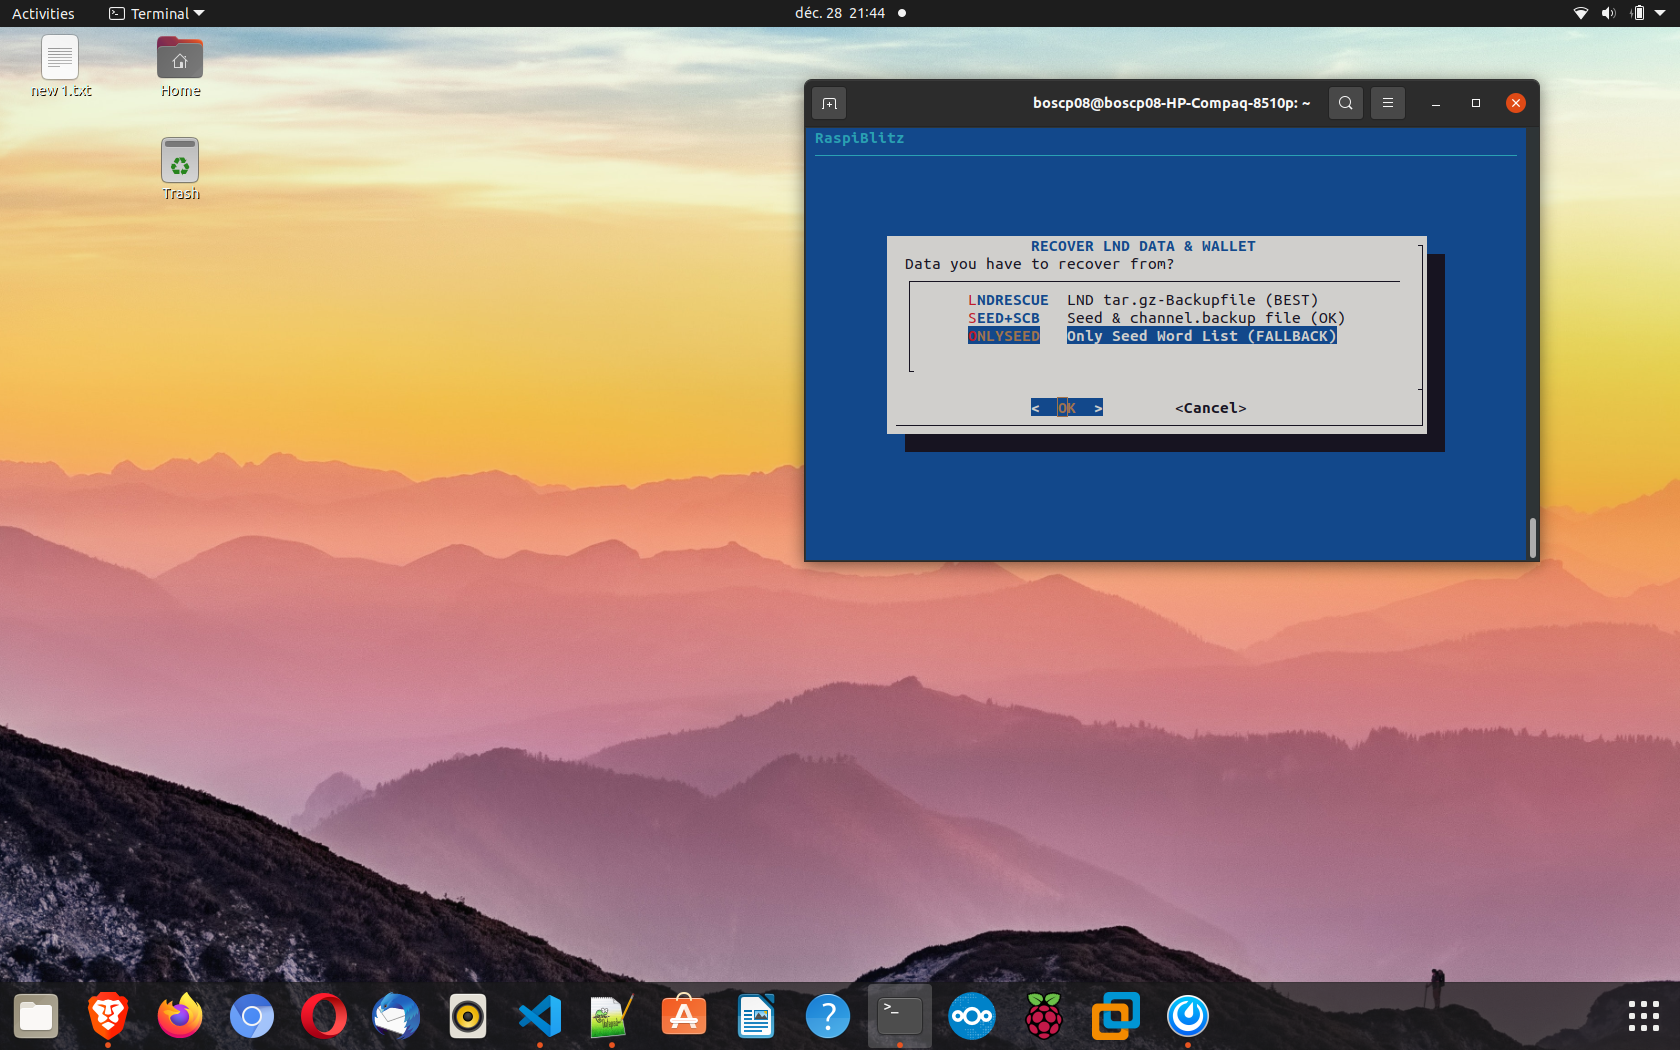 Activities
Terminal
déc. 28 21:44
new 1.txt
Home
Trash
boscp08@boscp08-HP-Compaq-8510p: ~
RaspiBlitz
RECOVER LND DATA & WALLET
Data you have to recover from?
LNDRESCUE LND tar.gz-Backupfile (BEST)
SEED+SCB Seed & channel.backup file (OK)
ONLYSEED Only Seed Word List (FALLBACK)
< OK > <Cancel>